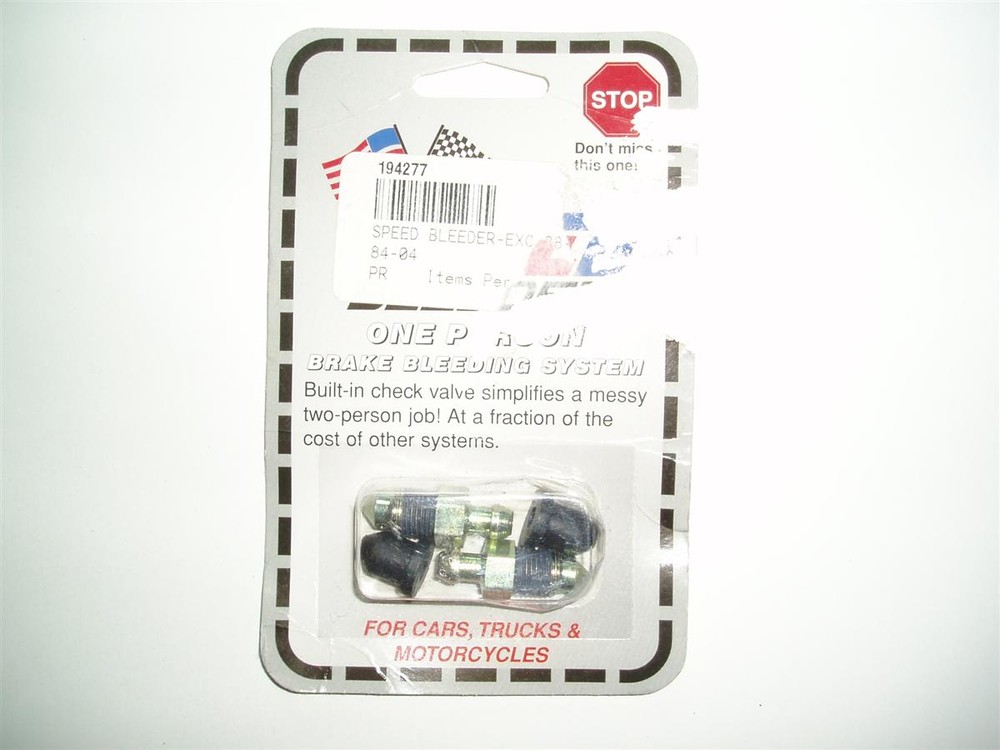 STOP
Don't miss
this one!
194277
SPEED BLEEDER-EXC
84-04
PR Items Per
ONE P RSON
BRAKE BLEEDING SYSTEM
Built-in check valve simplifies a messy
two-person job! At a fraction of the
cost of other systems.
FOR CARS, TRUCKS &
MOTORCYCLES